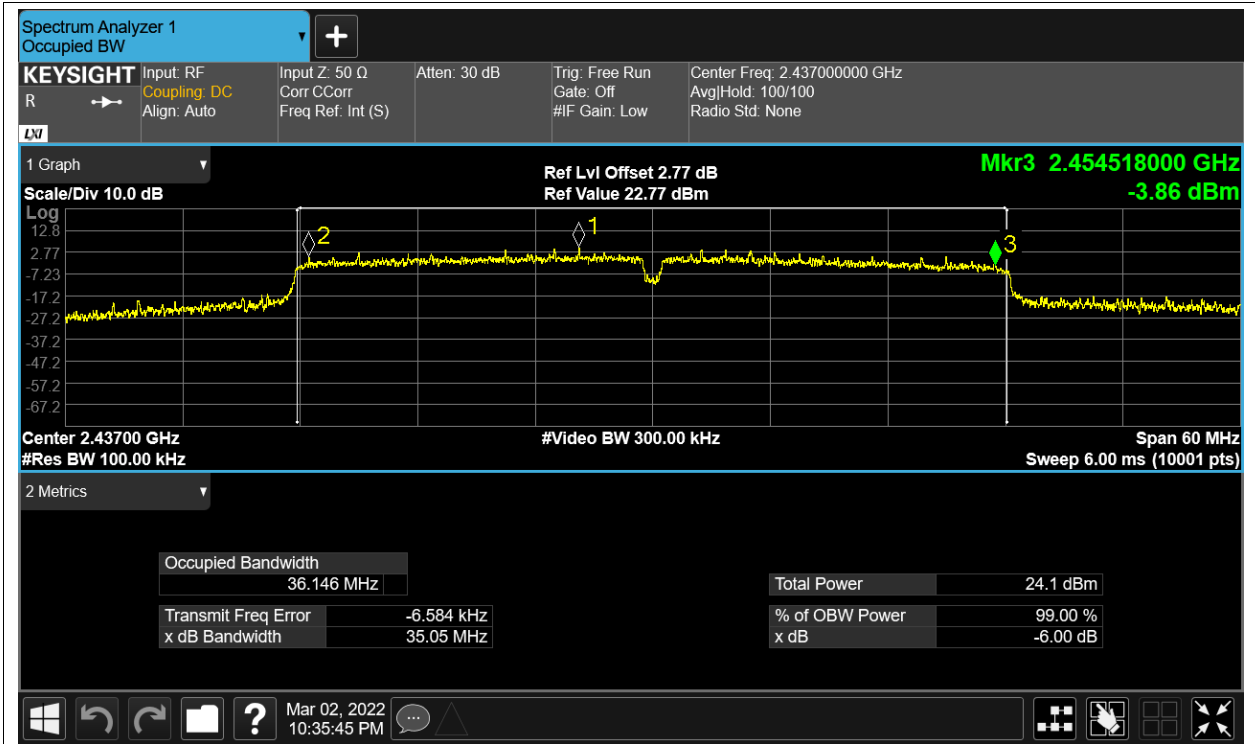 Spectrum Analyzer 1
Occupied BW
+
KEYSIGHT
R
LXI
Input: RF
Coupling: DC
Align: Auto
Input Z: 50 Ω
Corr CCorr
Freq Ref: Int (S)
Atten: 30 dB
Trig: Free Run
Gate: Off
#IF Gain: Low
Center Freq: 2.437000000 GHz
Avg|Hold: 100/100
Radio Std: None
1 Graph
Scale/Div 10.0 dB
Ref Lvl Offset 2.77 dB
Ref Value 22.77 dBm
Mkr3 2.454518000 GHz
-3.86 dBm
Log
12.8
2.77
-7.23
-17.2
-27.2
-37.2
-47.2
-57.2
-67.2
2
1
3
Center 2.43700 GHz
#Res BW 100.00 kHz
#Video BW 300.00 kHz
Span 60 MHz
Sweep 6.00 ms (10001 pts)
2 Metrics
Occupied Bandwidth
36.146 MHz
Transmit Freq Error -6.584 kHz
x dB Bandwidth 35.05 MHz
Total Power 24.1 dBm
% of OBW Power 99.00 %
x dB -6.00 dB
?
Mar 02, 2022
10:35:45 PM